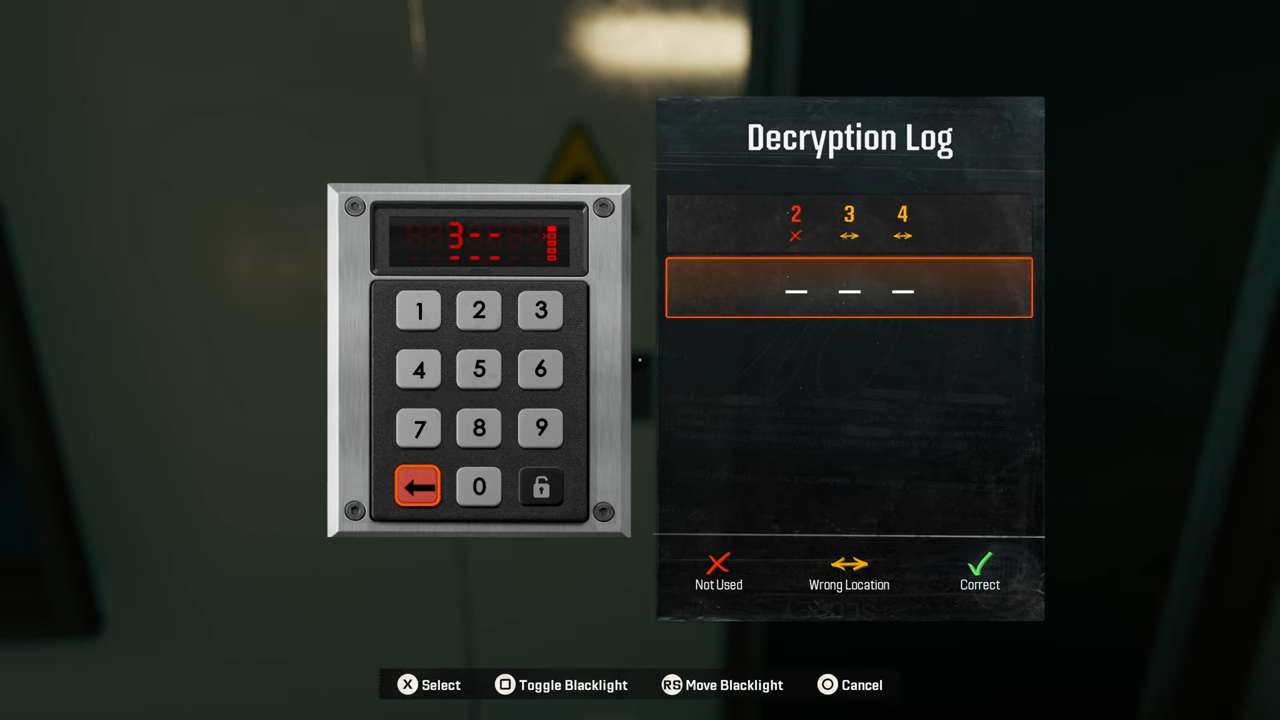 Decryption Log
2 3 4
3--
---
1 2 3
4 5 6
7 8 9
0
Not Used
Wrong Location
Correct
X Select
Toggle Blacklight
RS Move Blacklight
Cancel